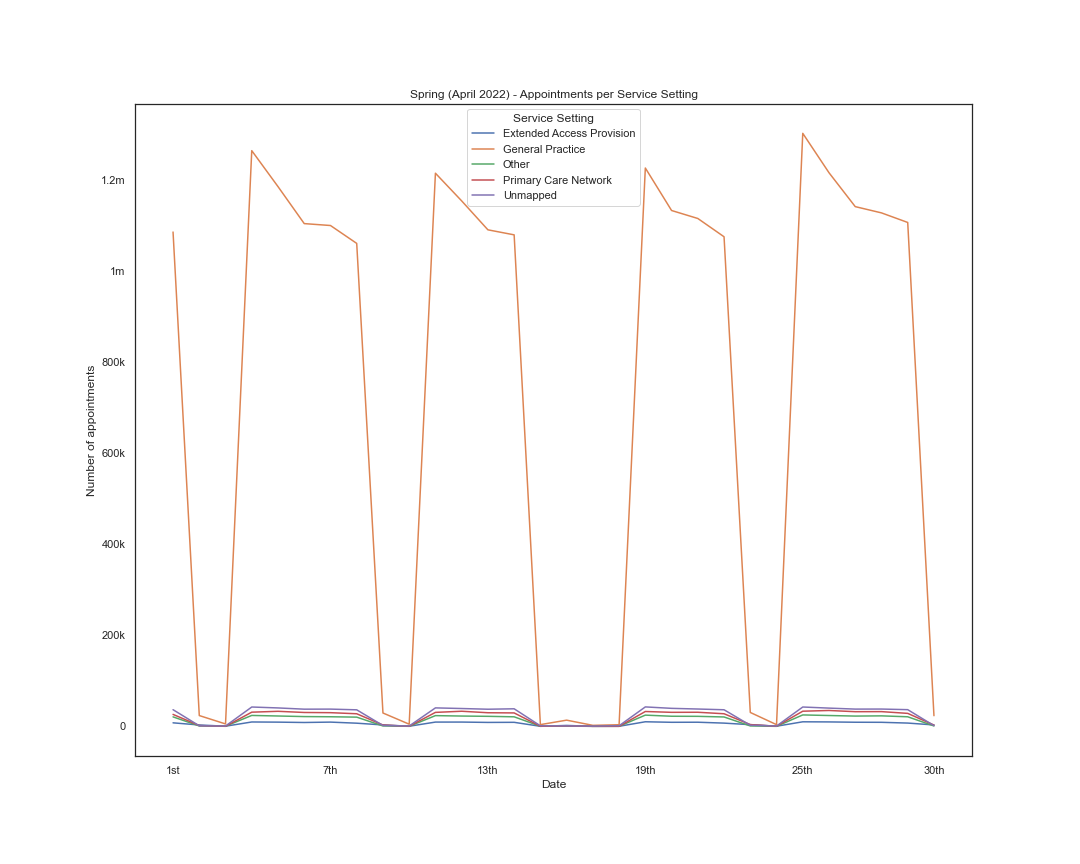 Spring (April 2022) - Appointments per Service Setting
Service Setting
Extended Access Provision
General Practice
Other
Primary Care Network
Unmapped
Number of appointments
1.2m
1m
800k
600k
400k
200k
0
1st 7th 13th 19th 25th 30th
Date